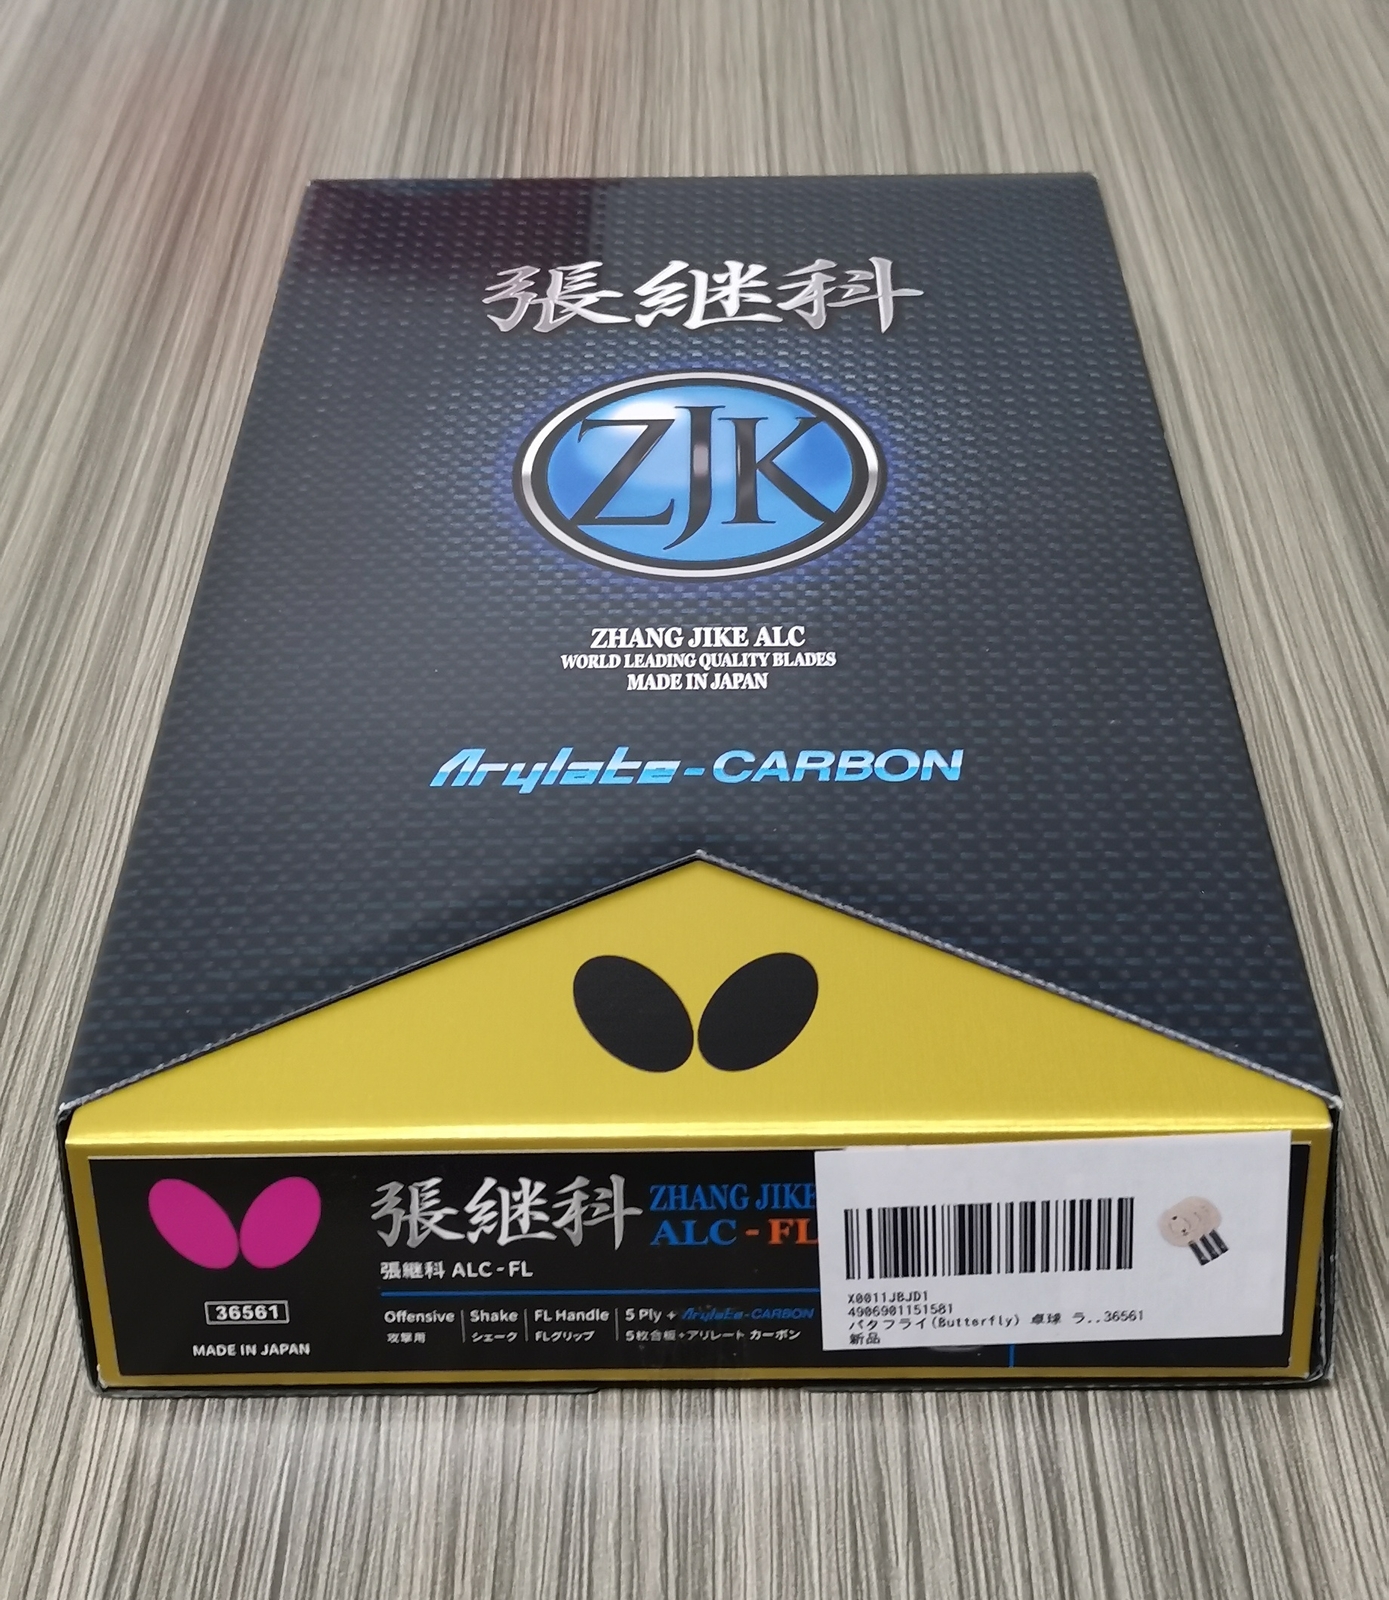 張継科
ZJK
ZHANG JIKE ALC
WORLD LEADING QUALITY BLADES
MADE IN JAPAN
Arylate-CARBON
張継科 ZHANG JIKE
ALC-FL
張継科 ALC-FL
36561
MADE IN JAPAN
Offensive Shake FL Handle 5 Ply + Arylate-CARBON
攻撃用 シェーク FLグリップ 5枚合板+アリレート カーボン
X0011JBJD1
4906901151581
バタフライ(Butterfly) 卓球 ラ..36561
新品